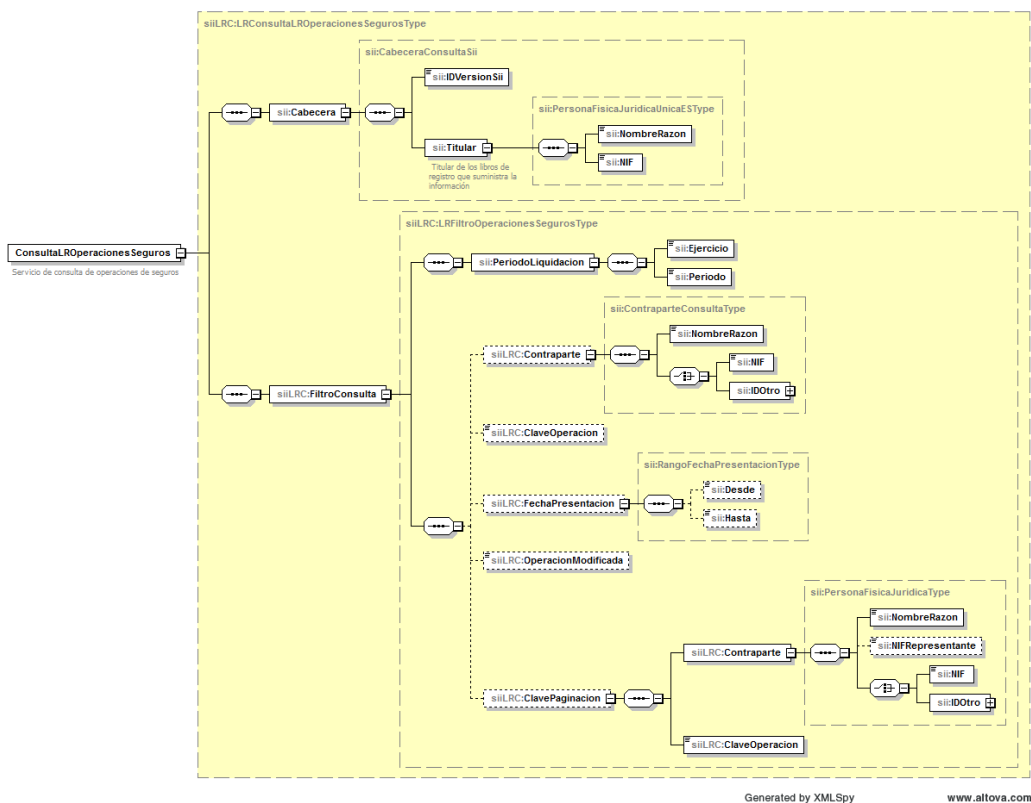 siiLRC:LRConsultaLROperacionesSegurosType
sii:CabeceraConsultaSii
sii:IDVersionSii
sii:Cabecera
sii:PersonaFisicaJuridicaUnicaESType
sii:NombreRazon
sii:Titular
sii:NIF
Titular de los libros de
registro que suministra la
información
siiLRC:LRFiltroOperacionesSegurosType
ConsultaLROperacionesSeguros
Servicio de consulta de operaciones de seguros
sii:Ejercicio
sii:PeriodoLiquidacion
sii:Periodo
sii:ContraparteConsultaType
sii:NombreRazon
siiLRC:Contraparte
sii:NIF
sii:IDOtro
siiLRC:FiltroConsulta
siiLRC:ClaveOperacion
sii:RangoFechaPresentacionType
sii:Desde
siiLRC:FechaPresentacion
sii:Hasta
siiLRC:OperacionModificada
sii:PersonaFisicaJuridicaType
sii:NombreRazon
sii:NIFRepresentante
siiLRC:Contraparte
sii:NIF
sii:IDOtro
siiLRC:ClavePaginacion
siiLRC:ClaveOperacion
Generated by XMLSpy www.altova.com